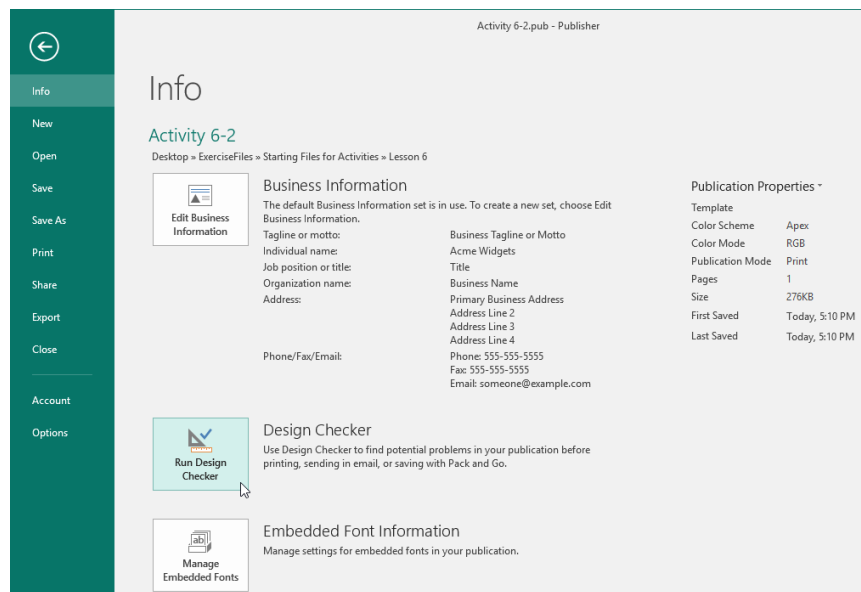 Activity 6-2.pub - Publisher
Info
New
Open
Save
Save As
Print
Share
Export
Close
Account
Options
Info
Activity 6-2
Desktop » ExerciseFiles » Starting Files for Activities » Lesson 6
Edit Business
Information
Business Information
The default Business Information set is in use. To create a new set, choose Edit
Business Information.
Tagline or motto: Business Tagline or Motto
Individual name: Acme Widgets
Job position or title: Title
Organization name: Business Name
Address: Primary Business Address
Address Line 2
Address Line 3
Address Line 4
Phone/Fax/Email: Phone: 555-555-5555
Fax: 555-555-5555
Email: someone@example.com
Publication Properties
Template
Color Scheme Apex
Color Mode RGB
Publication Mode Print
Pages 1
Size 276KB
First Saved Today, 5:10 PM
Last Saved Today, 5:10 PM
Run Design
Checker
Design Checker
Use Design Checker to find potential problems in your publication before
printing, sending in email, or saving with Pack and Go.
ab
Manage
Embedded Fonts
Embedded Font Information
Manage settings for embedded fonts in your publication.